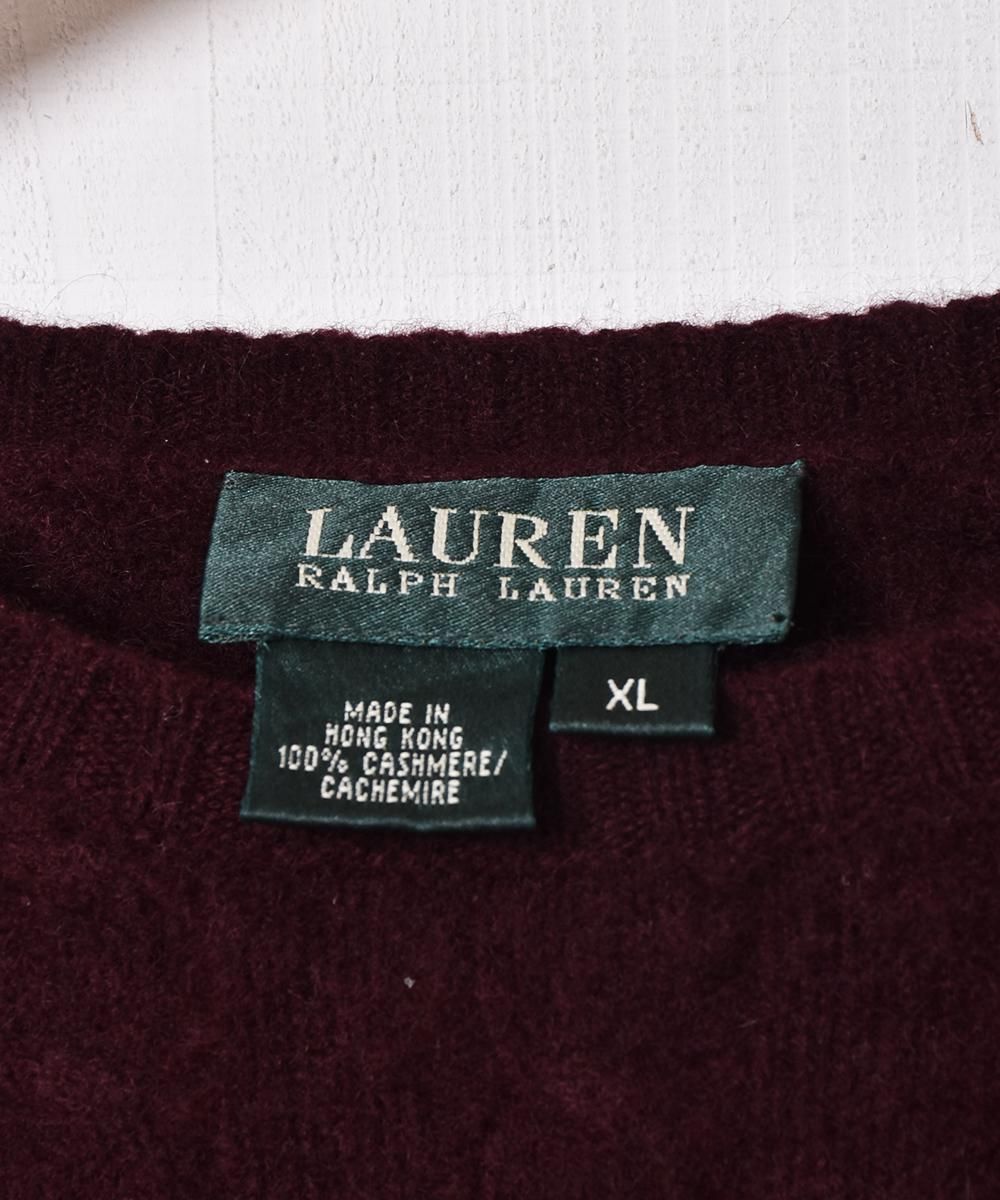 LAUREN
RALPH LAUREN
MADE IN
HONG KONG
100% CASHMERE/
CACHEMIRE
XL